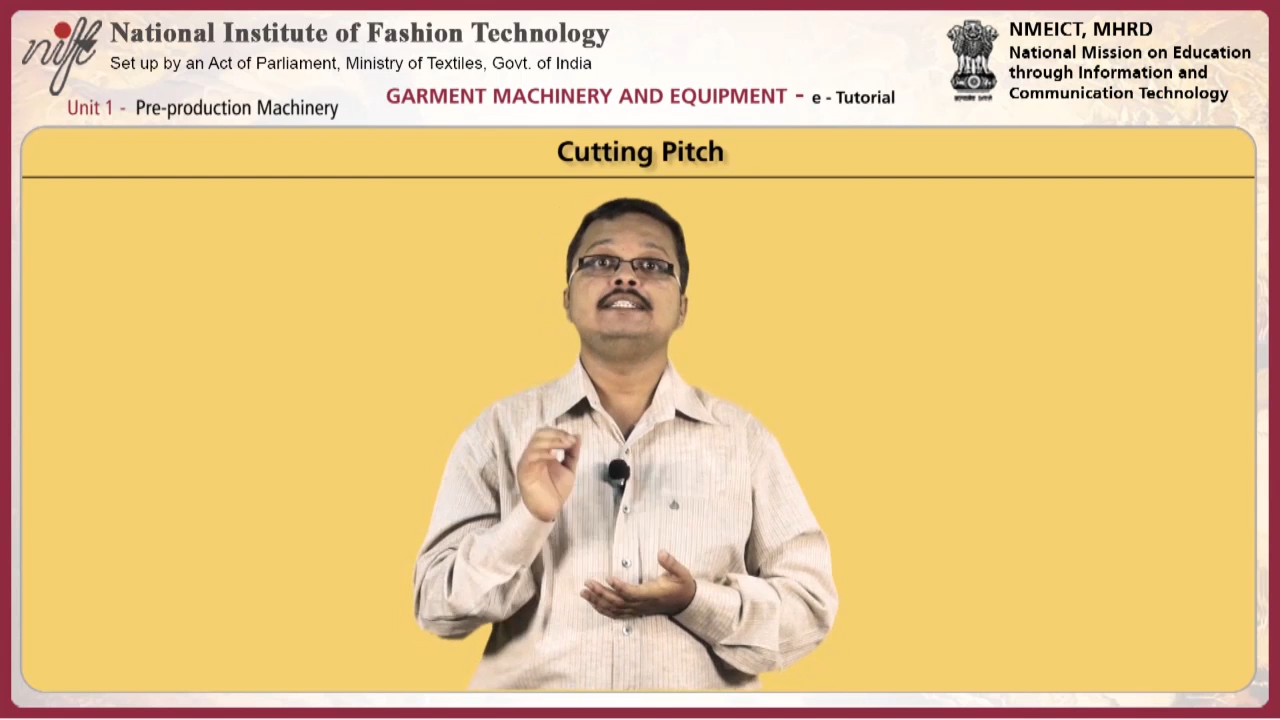 nift
National Institute of Fashion Technology
Set up by an Act of Parliament, Ministry of Textiles, Govt. of India
NMEICT, MHRD
National Mission on Education
through Information and
Communication Technology
Unit 1 - Pre-production Machinery
GARMENT MACHINERY AND EQUIPMENT - e - Tutorial
Cutting Pitch